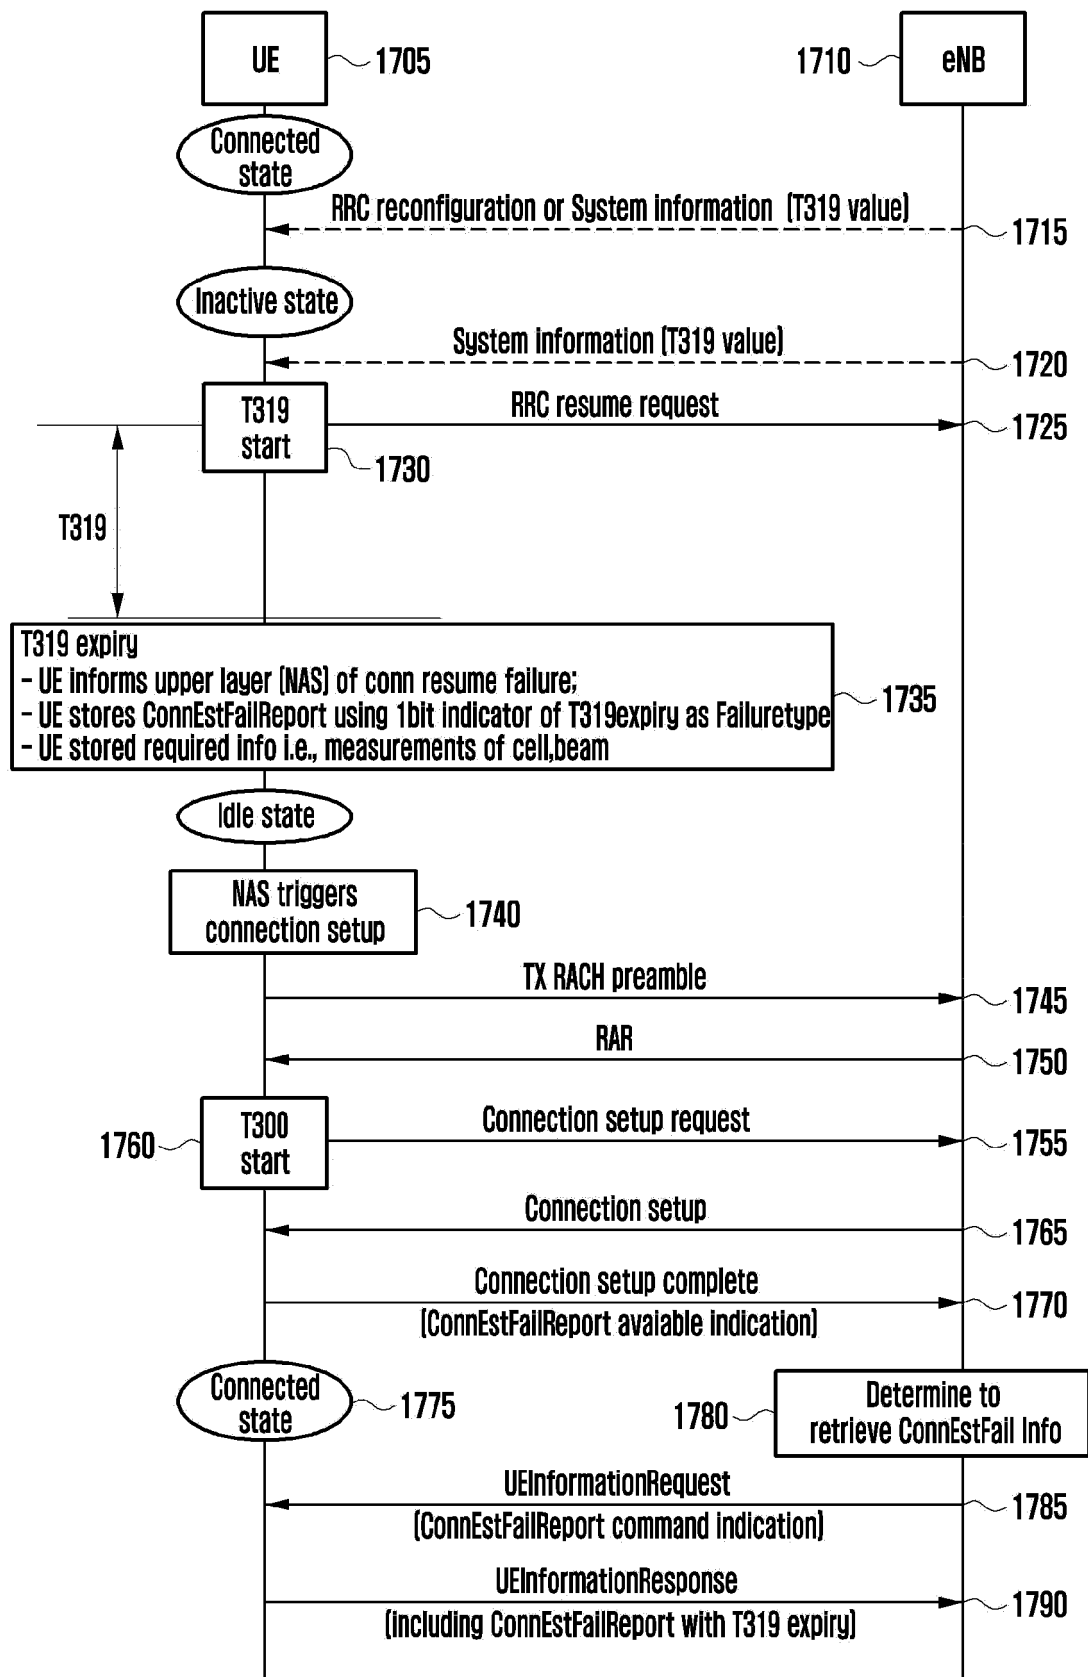 UE
1705
1710
eNB
Connected
state
RRC reconfiguration or System information (T319 value)
1715
Inactive state
System information (T319 value)
1720
T319
start
RRC resume request
1725
1730
T319
T319 expiry
- UE informs upper layer (NAS) of conn resume failure;
- UE stores ConnEstFailReport using 1bit indicator of T319expiry as Failuretype
- UE stored required info i.e., measurements of cell,beam
1735
Idle state
NAS triggers
connection setup
1740
TX RACH preamble
1745
RAR
1750
1760
T300
start
Connection setup request
1755
Connection setup
1765
Connection setup complete
(ConnEstFailReport avaiable indication)
1770
Connected
state
1775
1780
Determine to
retrieve ConnEstFail Info
UEInformationRequest
(ConnEstFailReport command indication)
1785
UEInformationResponse
(including ConnEstFailReport with T319 expiry)
1790